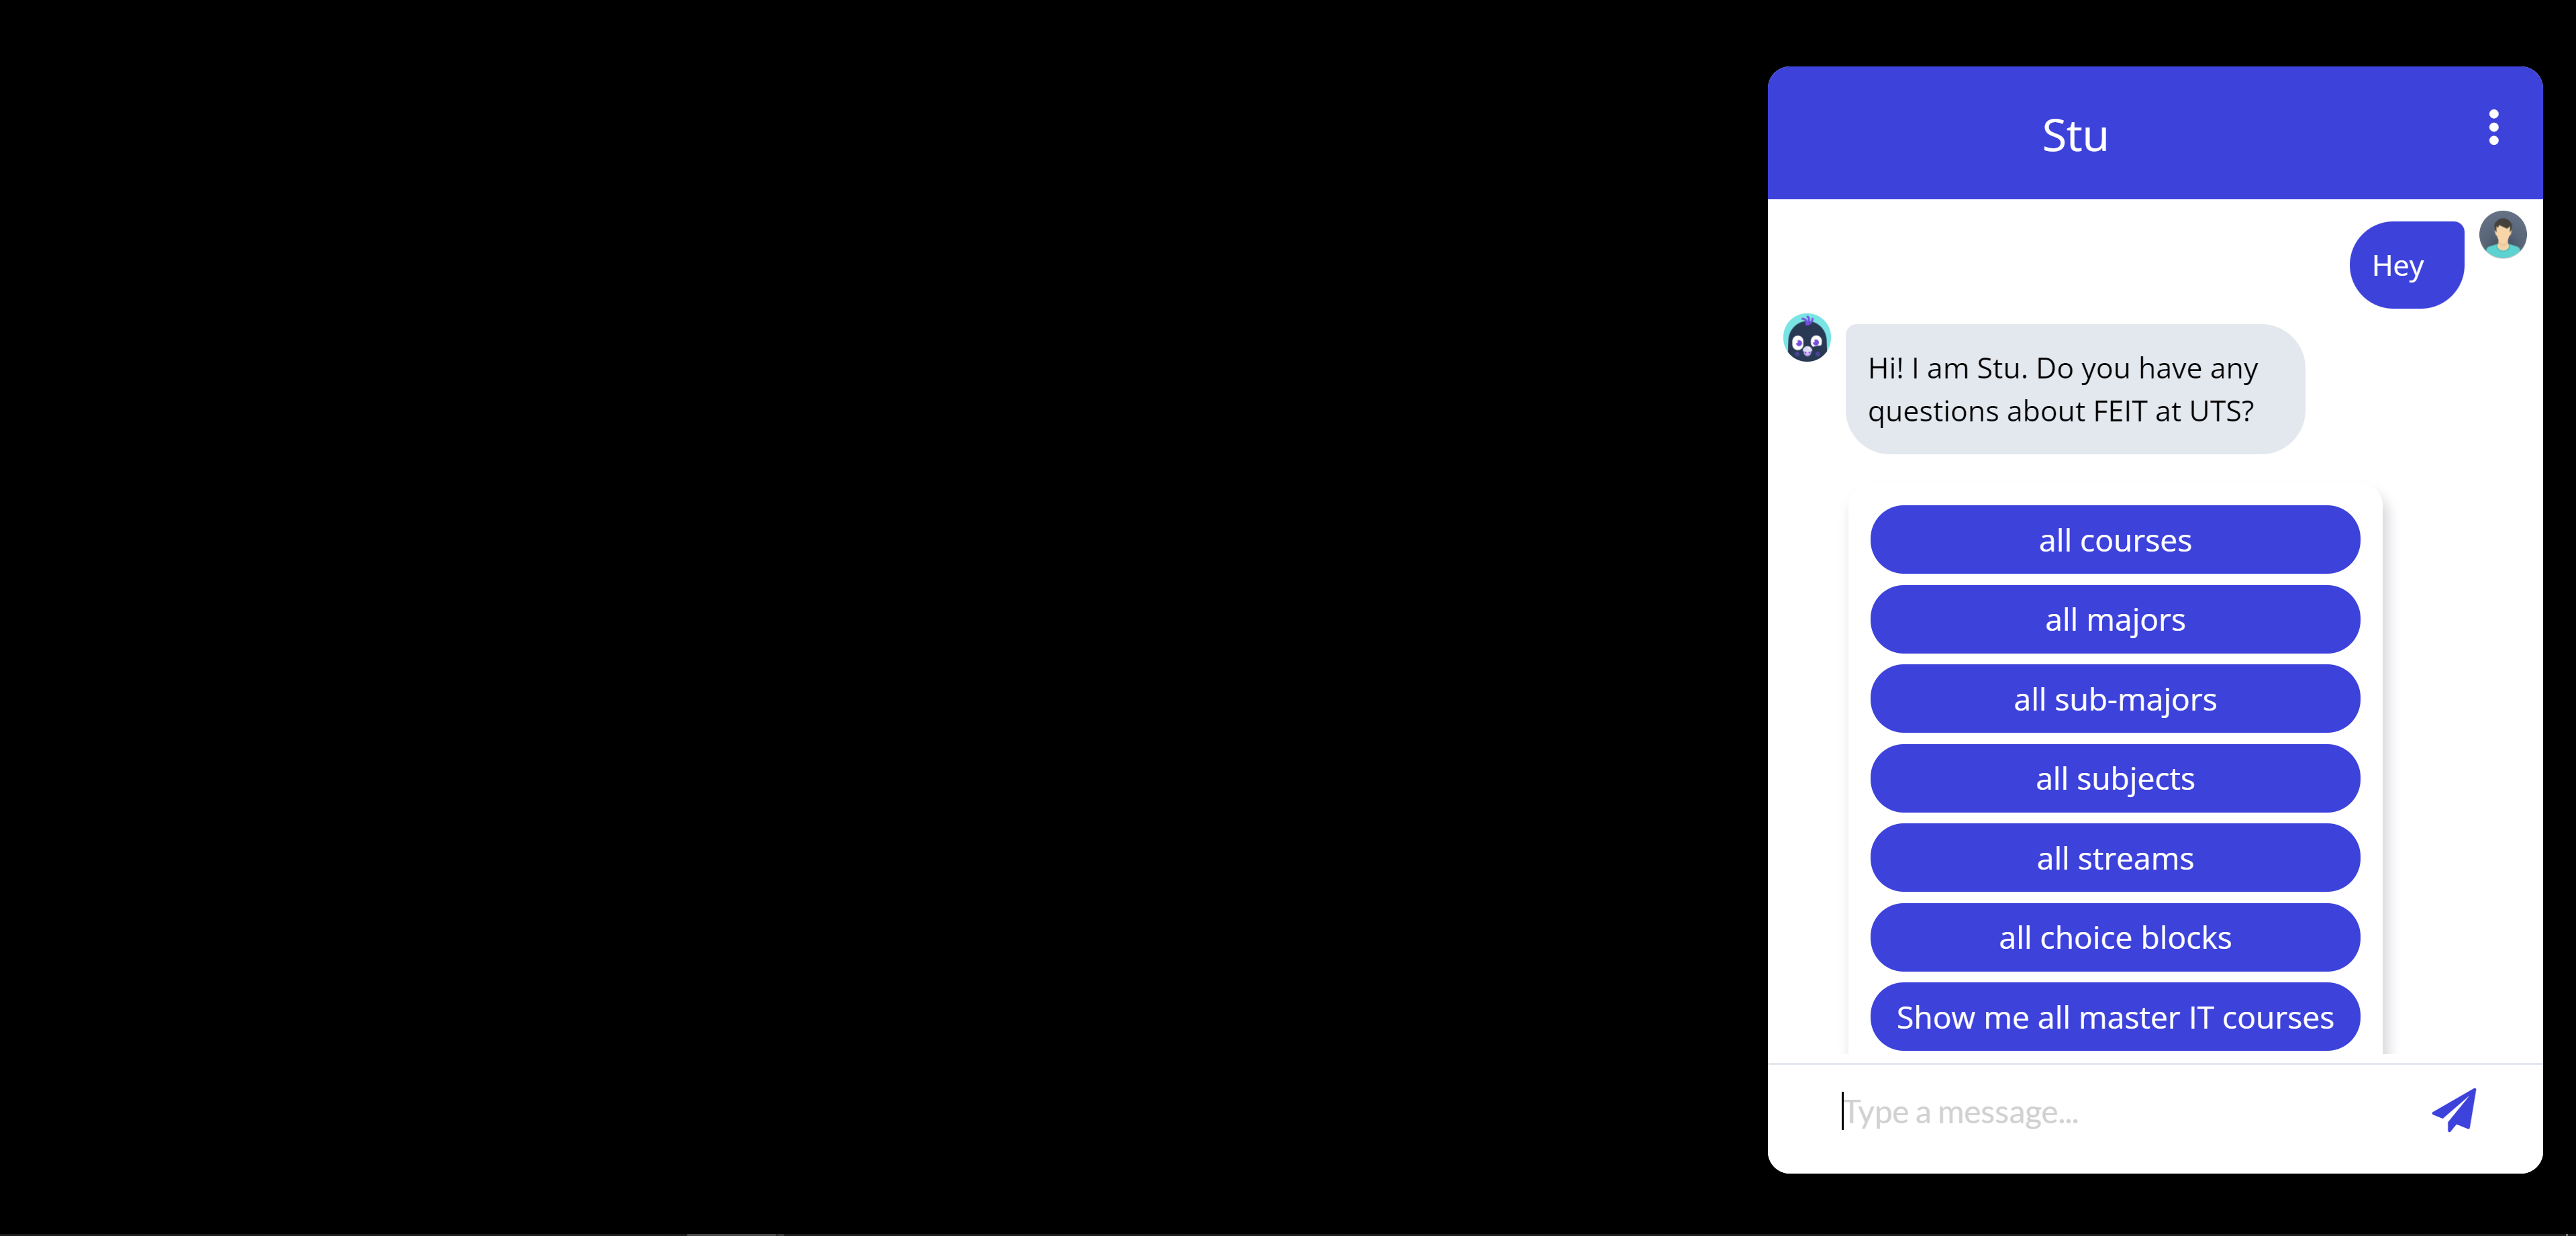 Stu
Hey
Hi! I am Stu. Do you have any
questions about FEIT at UTS?
all courses
all majors
all sub-majors
all subjects
all streams
all choice blocks
Show me all master IT courses
Type a message...